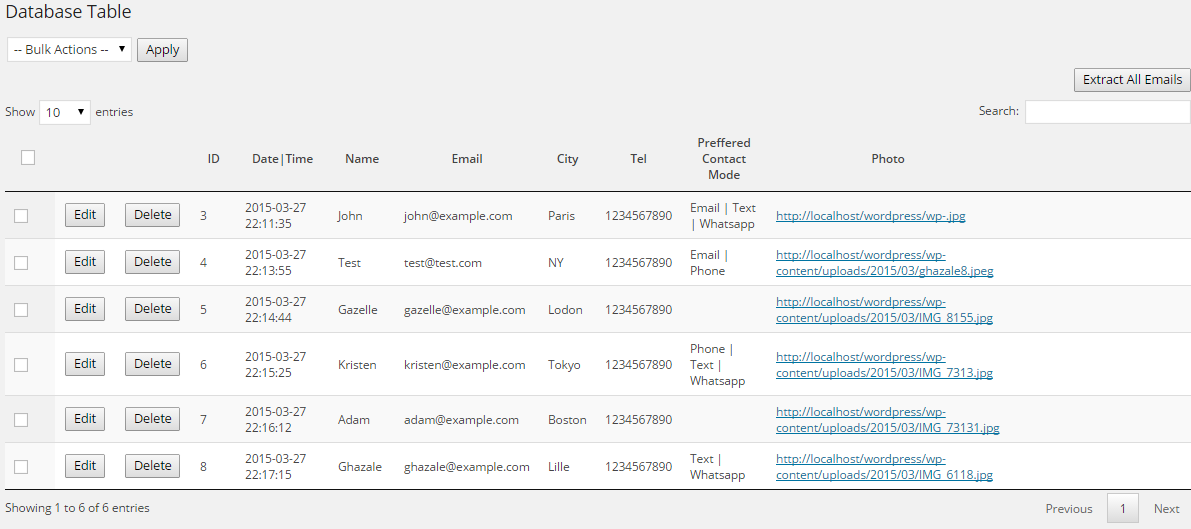 Database Table
-- Bulk Actions -- Apply
Extract All Emails
Show 10 entries Search:
ID Date|Time Name Email City Tel Preffered Contact Mode Photo
Edit Delete 3 2015-03-27 22:11:35 John john@example.com Paris 1234567890 Email | Text | Whatsapp http://localhost/wordpress/wp-.jpg
Edit Delete 4 2015-03-27 22:13:55 Test test@test.com NY 1234567890 Email | Phone http://localhost/wordpress/wp-content/uploads/2015/03/ghazale8.jpeg
Edit Delete 5 2015-03-27 22:14:44 Gazelle gazelle@example.com Lodon 1234567890 http://localhost/wordpress/wp-content/uploads/2015/03/IMG_8155.jpg
Edit Delete 6 2015-03-27 22:15:25 Kristen kristen@example.com Tokyo 1234567890 Phone | Text | Whatsapp http://localhost/wordpress/wp-content/uploads/2015/03/IMG_7313.jpg
Edit Delete 7 2015-03-27 22:16:12 Adam adam@example.com Boston 1234567890 http://localhost/wordpress/wp-content/uploads/2015/03/IMG_73131.jpg
Edit Delete 8 2015-03-27 22:17:15 Ghazale ghazale@example.com Lille 1234567890 Text | Whatsapp http://localhost/wordpress/wp-content/uploads/2015/03/IMG_6118.jpg
Showing 1 to 6 of 6 entries Previous 1 Next